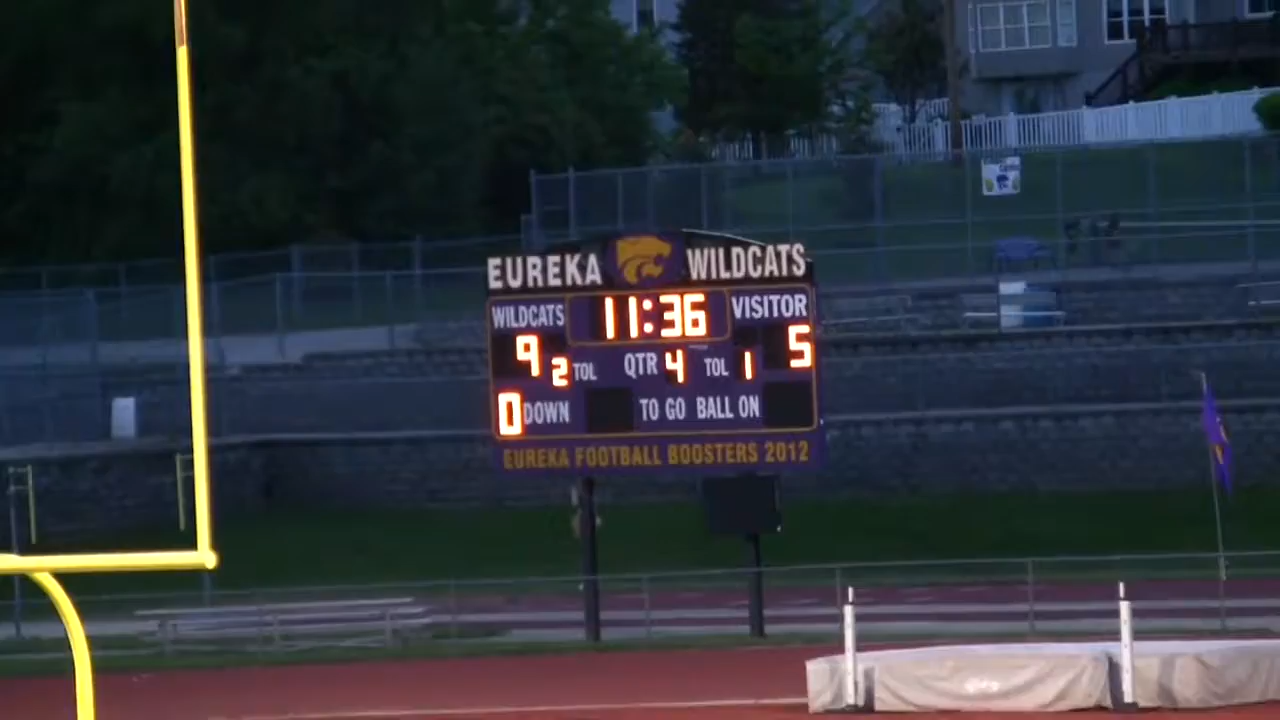 EUREKA WILDCATS
WILDCATS 11:36 VISITOR
9 2 TOL QTR 4 TOL 1 5
0 DOWN TO GO BALL ON
EUREKA FOOTBALL BOOSTERS 2012